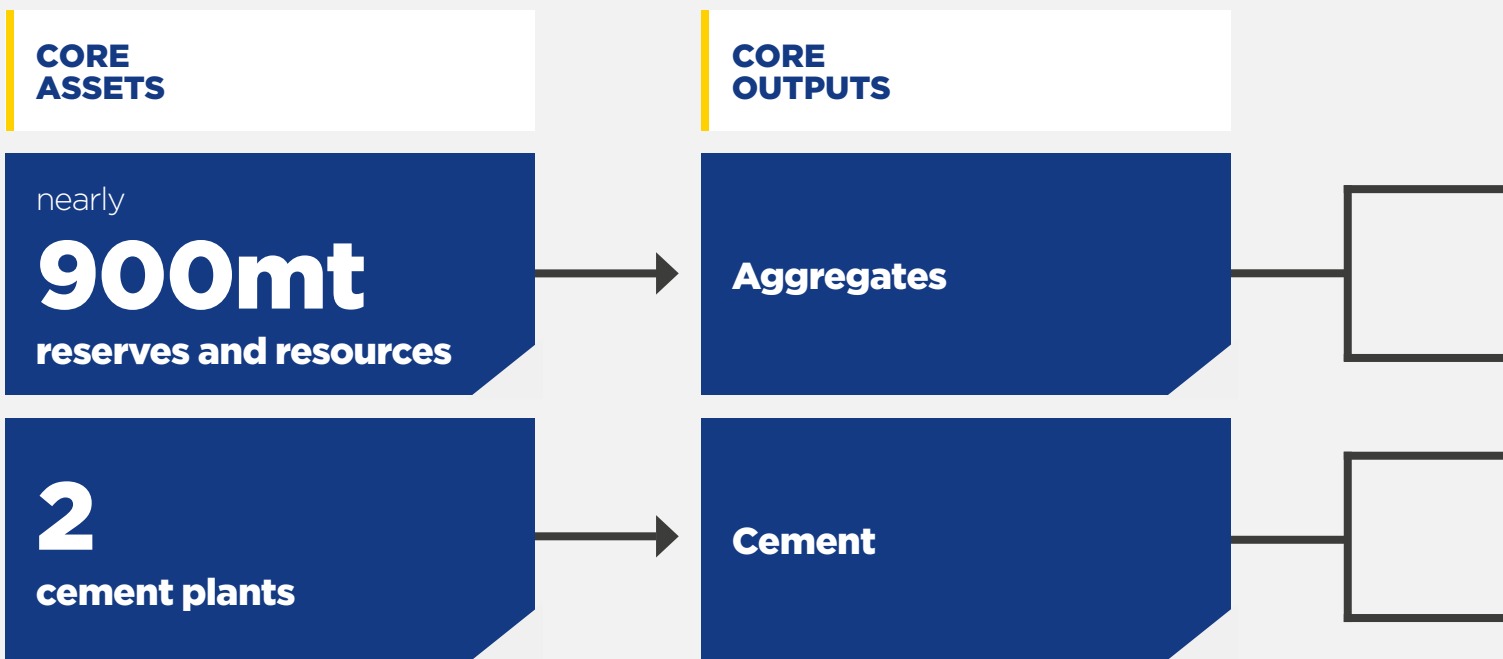 CORE
ASSETS
CORE
OUTPUTS
nearly
900mt
reserves and resources
Aggregates
2
cement plants
Cement